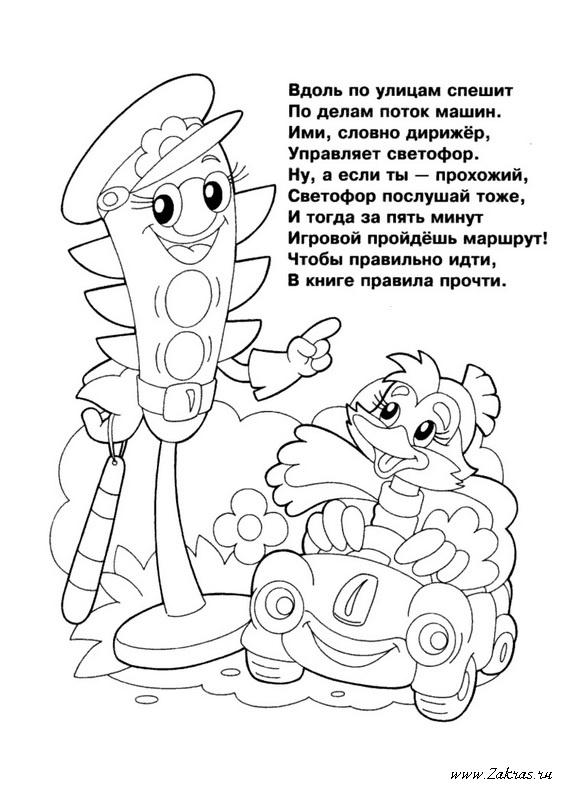 Вдоль по улицам спешит
По делам поток машин.
Ими, словно дирижёр,
Управляет светофор.
Ну, а если ты — прохожий,
Светофор послушай тоже,
И тогда за пять минут
Игровой пройдёшь маршрут!
Чтобы правильно идти,
В книге правила прочти.
www.Zakras.ru